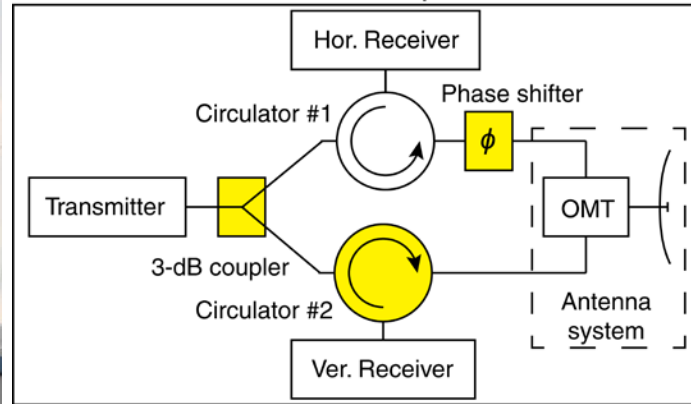 Hor. Receiver
Circulator #1
Phase shifter
ϕ
Transmitter
OMT
3-dB coupler
Circulator #2
Antenna
system
Ver. Receiver